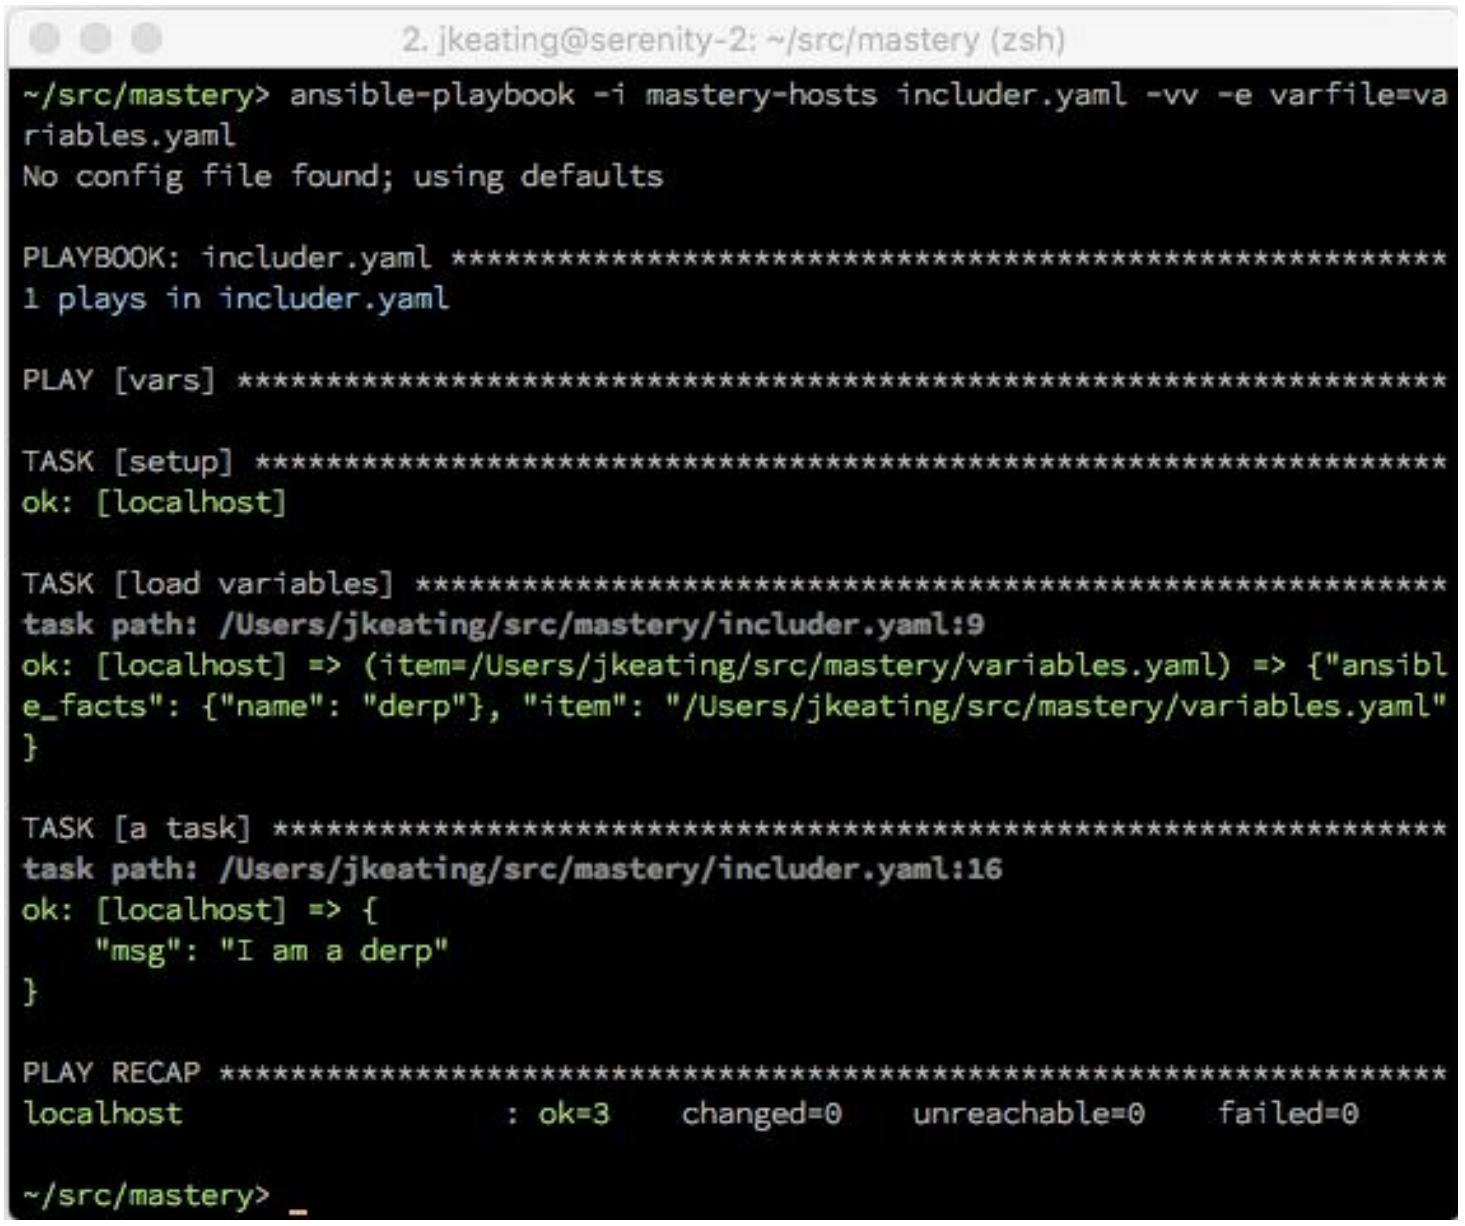 2. jkeating@serenity-2: ~/src/mastery (zsh)
~/src/mastery> ansible-playbook -i mastery-hosts includer.yaml -vv -e varfile=va
riables.yaml
No config file found; using defaults
PLAYBOOK: includer.yaml ********************************************************
1 plays in includer.yaml
PLAY [vars] ********************************************************************
TASK [setup] *******************************************************************
ok: [localhost]
TASK [load variables] **********************************************************
task path: /Users/jkeating/src/mastery/includer.yaml:9
ok: [localhost] => (item=/Users/jkeating/src/mastery/variables.yaml) => {"ansibl
e_facts": {"name": "derp"}, "item": "/Users/jkeating/src/mastery/variables.yaml"
}
TASK [a task] ******************************************************************
task path: /Users/jkeating/src/mastery/includer.yaml:16
ok: [localhost] => {
    "msg": "I am a derp"
}
PLAY RECAP *********************************************************************
localhost                  : ok=3    changed=0    unreachable=0    failed=0
~/src/mastery> _